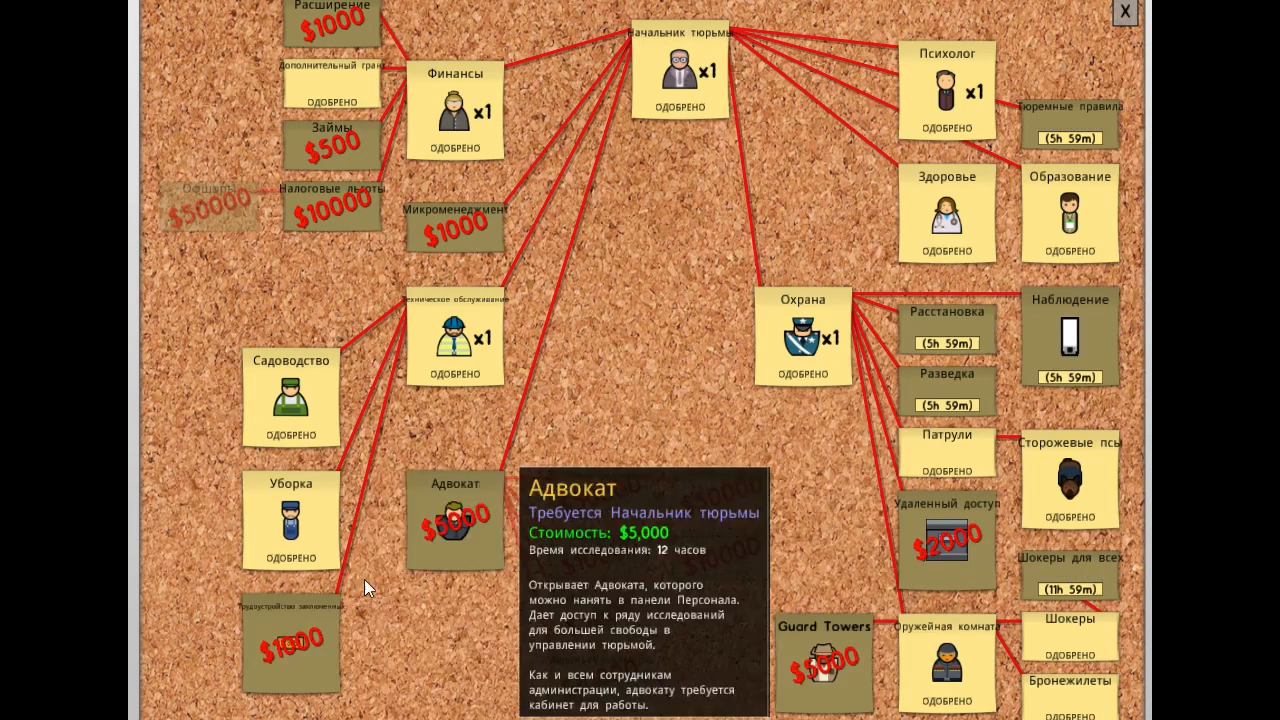 Расширение
$1000
X
Начальник тюрьмы
x1
ОДОБРЕНО
Дополнительный грант
ОДОБРЕНО
Финансы
x1
ОДОБРЕНО
Психолог
x1
ОДОБРЕНО
Тюремные правила
(5h 59m)
Займы
$500
Офшоры
$50000
Налоговые льготы
$10000
Микроменеджмент
$1000
Здоровье
ОДОБРЕНО
Образование
ОДОБРЕНО
Техническое обслуживание
x1
ОДОБРЕНО
Охрана
x1
ОДОБРЕНО
Расстановка
(5h 59m)
Наблюдение
(5h 59m)
Садоводство
ОДОБРЕНО
Разведка
(5h 59m)
Патрули
ОДОБРЕНО
Сторожевые псы
ОДОБРЕНО
Уборка
ОДОБРЕНО
Адвокат
$5000
Адвокат
Требуется Начальник тюрьмы
Стоимость: $5,000
Время исследования: 12 часов
Открывает Адвоката, которого
можно нанять в панели Персонала.
Дает доступ к ряду исследований
для большей свободы в
управлении тюрьмой.
Как и всем сотрудникам
администрации, адвокату требуется
кабинет для работы.
Удаленный доступ
$2000
Шокеры для всех
(11h 59m)
Трудоустройство заключенных
$1000
Guard Towers
$5000
Оружейная комната
ОДОБРЕНО
Шокеры
ОДОБРЕНО
Бронежилеты
ОДОБРЕНО